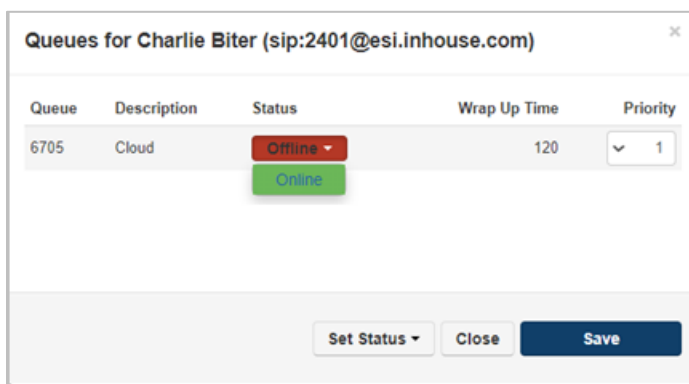 Queues for Charlie Biter (sip:2401@esi.inhouse.com) ×
Queue Description Status Wrap Up Time Priority
6705 Cloud Offline 120 1
Online
Set Status Close Save